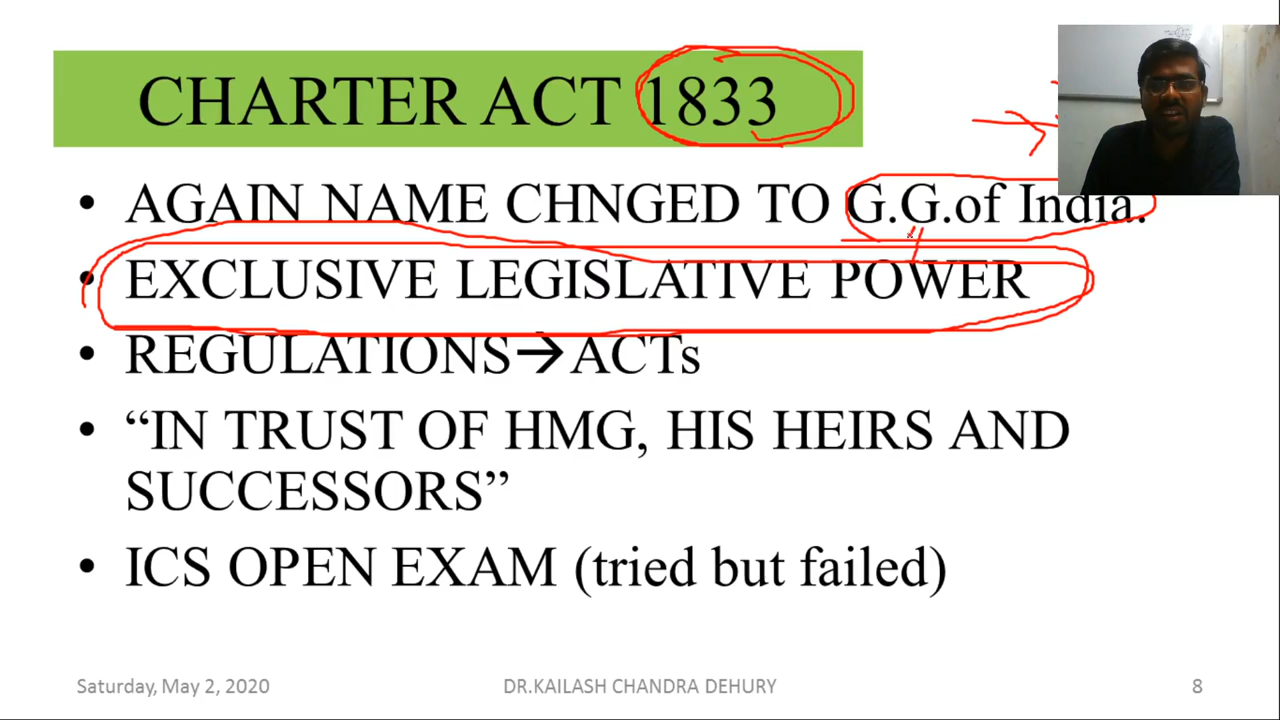 CHARTER ACT 1833
• AGAIN NAME CHNGED TO G.G.of India.
• EXCLUSIVE LEGISLATIVE POWER
• REGULATIONS→ACTs
• “IN TRUST OF HMG, HIS HEIRS AND
SUCCESSORS”
• ICS OPEN EXAM (tried but failed)
Saturday, May 2, 2020
DR.KAILASH CHANDRA DEHURY
8